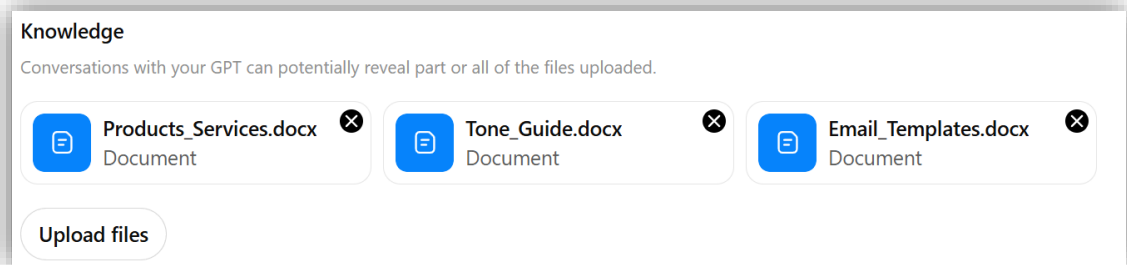 Knowledge
Conversations with your GPT can potentially reveal part or all of the files uploaded.
Products_Services.docx
Document
Tone_Guide.docx
Document
Email_Templates.docx
Document
Upload files